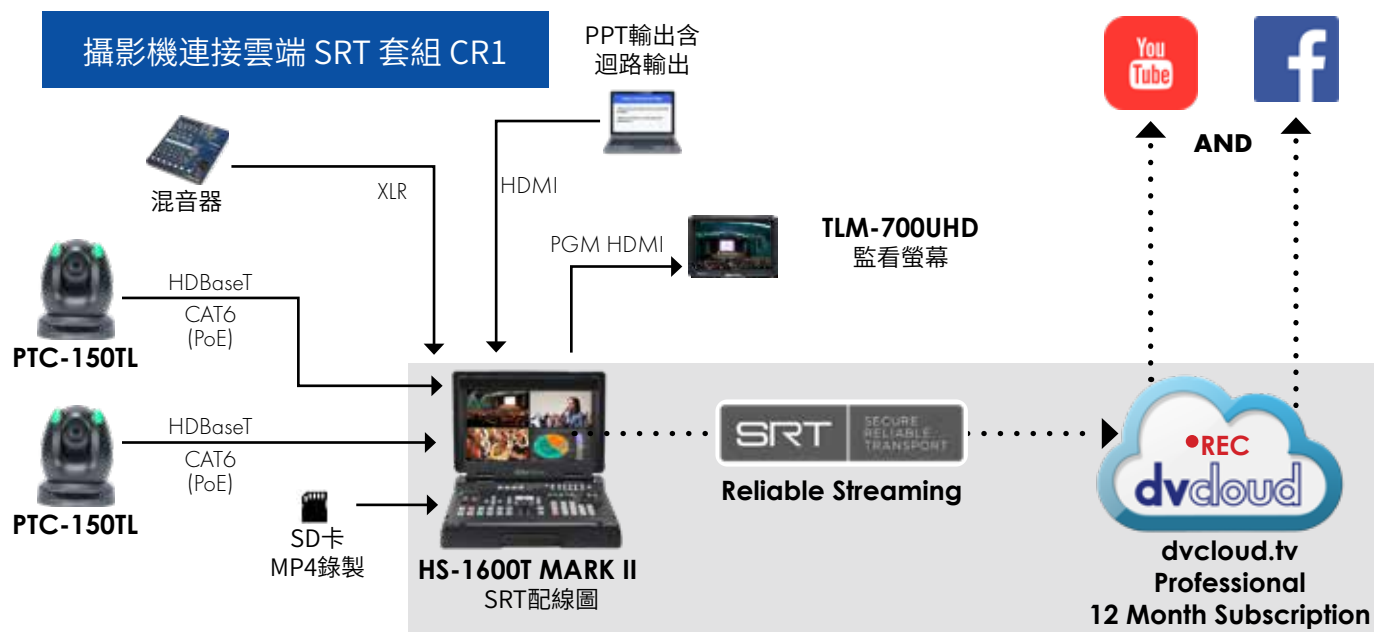 攝影機連接雲端 SRT 套組 CR1
PPT輸出含
迴路輸出
You
Tube
f
AND
混音器
XLR
HDMI
PGM HDMI
TLM-700UHD
監看螢幕
HDBaseT
CAT6
(PoE)
PTC-150TL
HDBaseT
CAT6
(PoE)
PTC-150TL
SD卡
MP4錄製
HS-1600T MARK II
SRT配線圖
SRT
SECURE
RELIABLE
TRANSPORT
Reliable Streaming
REC
dvcloud
dvcloud.tv
Professional
12 Month Subscription